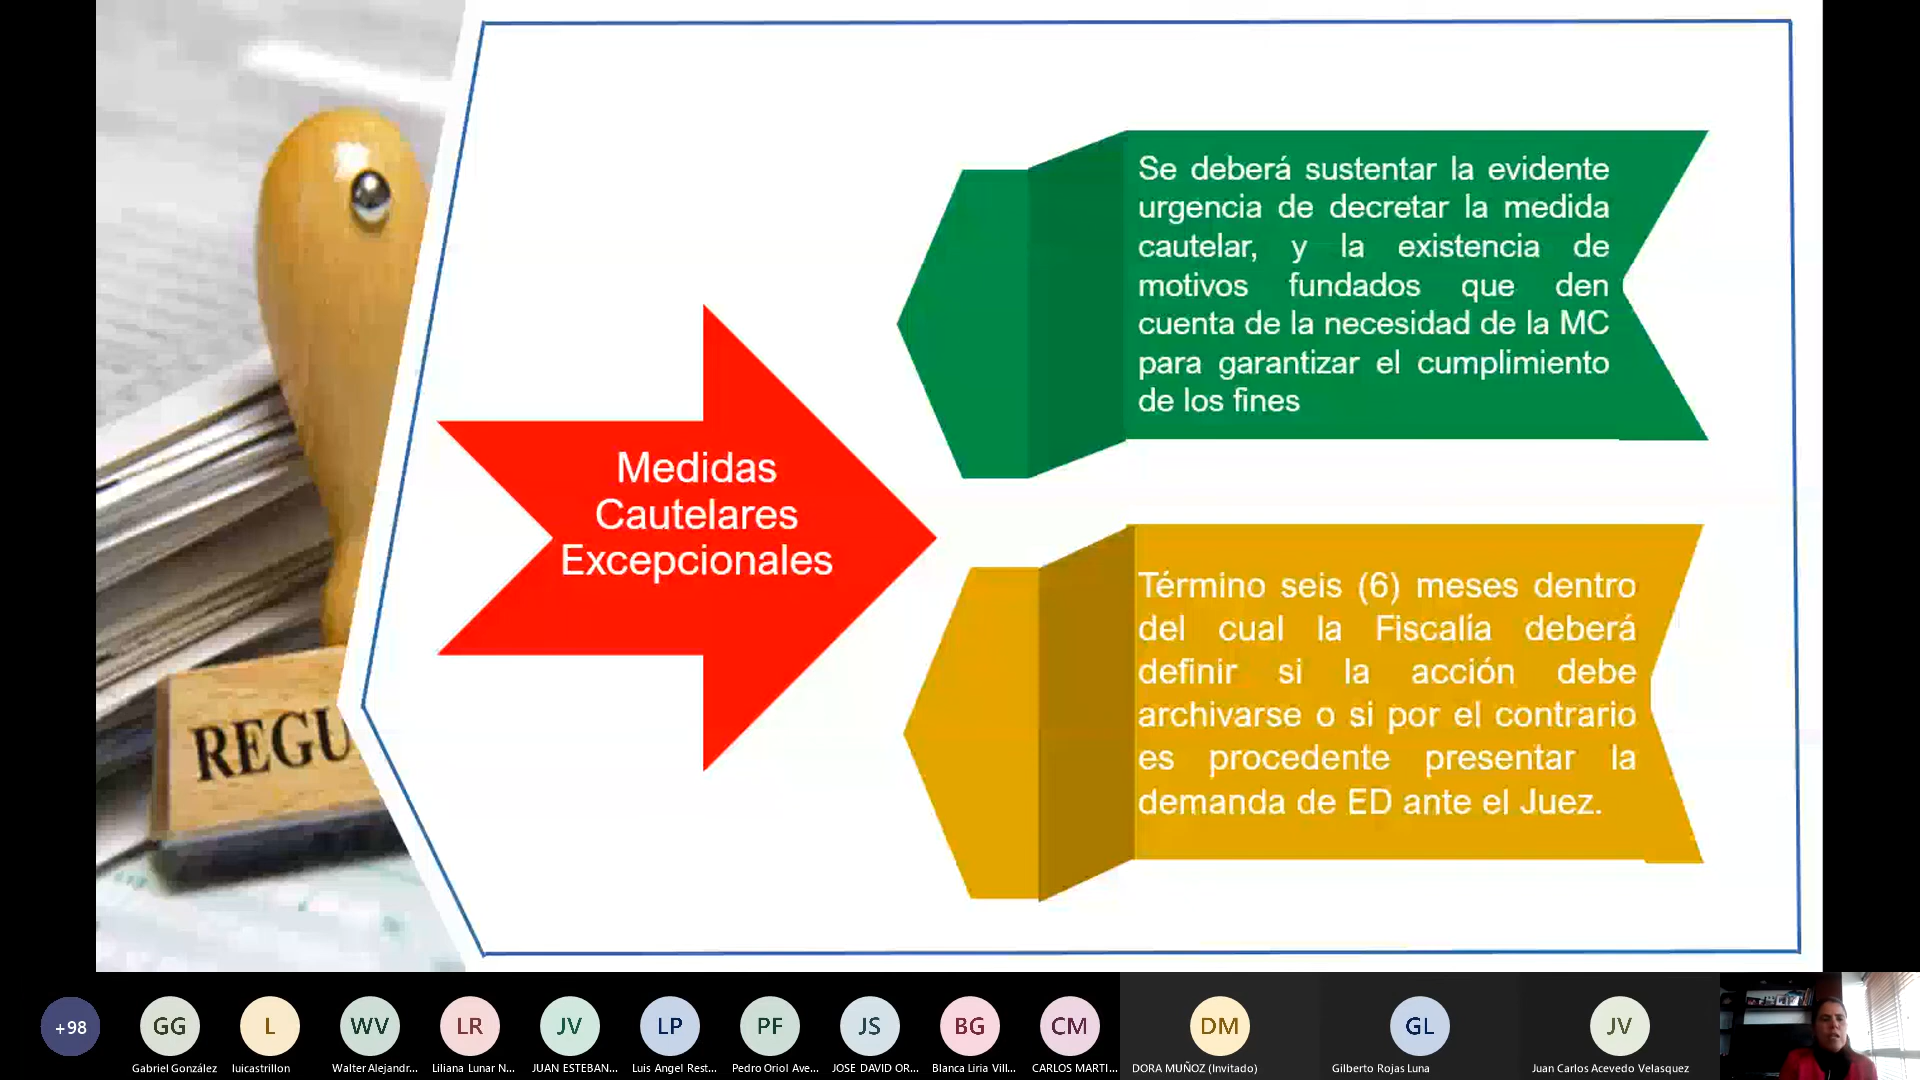 Se deberá sustentar la evidente
urgencia de decretar la medida
cautelar, y la existencia de
motivos fundados que den
cuenta de la necesidad de la MC
para garantizar el cumplimiento
de los fines
Medidas
Cautelares
Excepcionales
Término seis (6) meses dentro
del cual la Fiscalía deberá
definir si la acción debe
archivarse o si por el contrario
es procedente presentar la
demanda de ED ante el Juez.
REGU
+98
GG
L
WV
LR
JV
LP
PF
JS
BG
CM
DM
GL
JV
Gabriel González
luicastrillon
Walter Alejandr...
Liliana Lunar N...
JUAN ESTEBAN...
Luis Angel Rest...
Pedro Oriol Ave...
JOSE DAVID OR...
Blanca Liria Vill...
CARLOS MARTI...
DORA MUÑOZ (Invitado)
Gilberto Rojas Luna
Juan Carlos Acevedo Velasquez